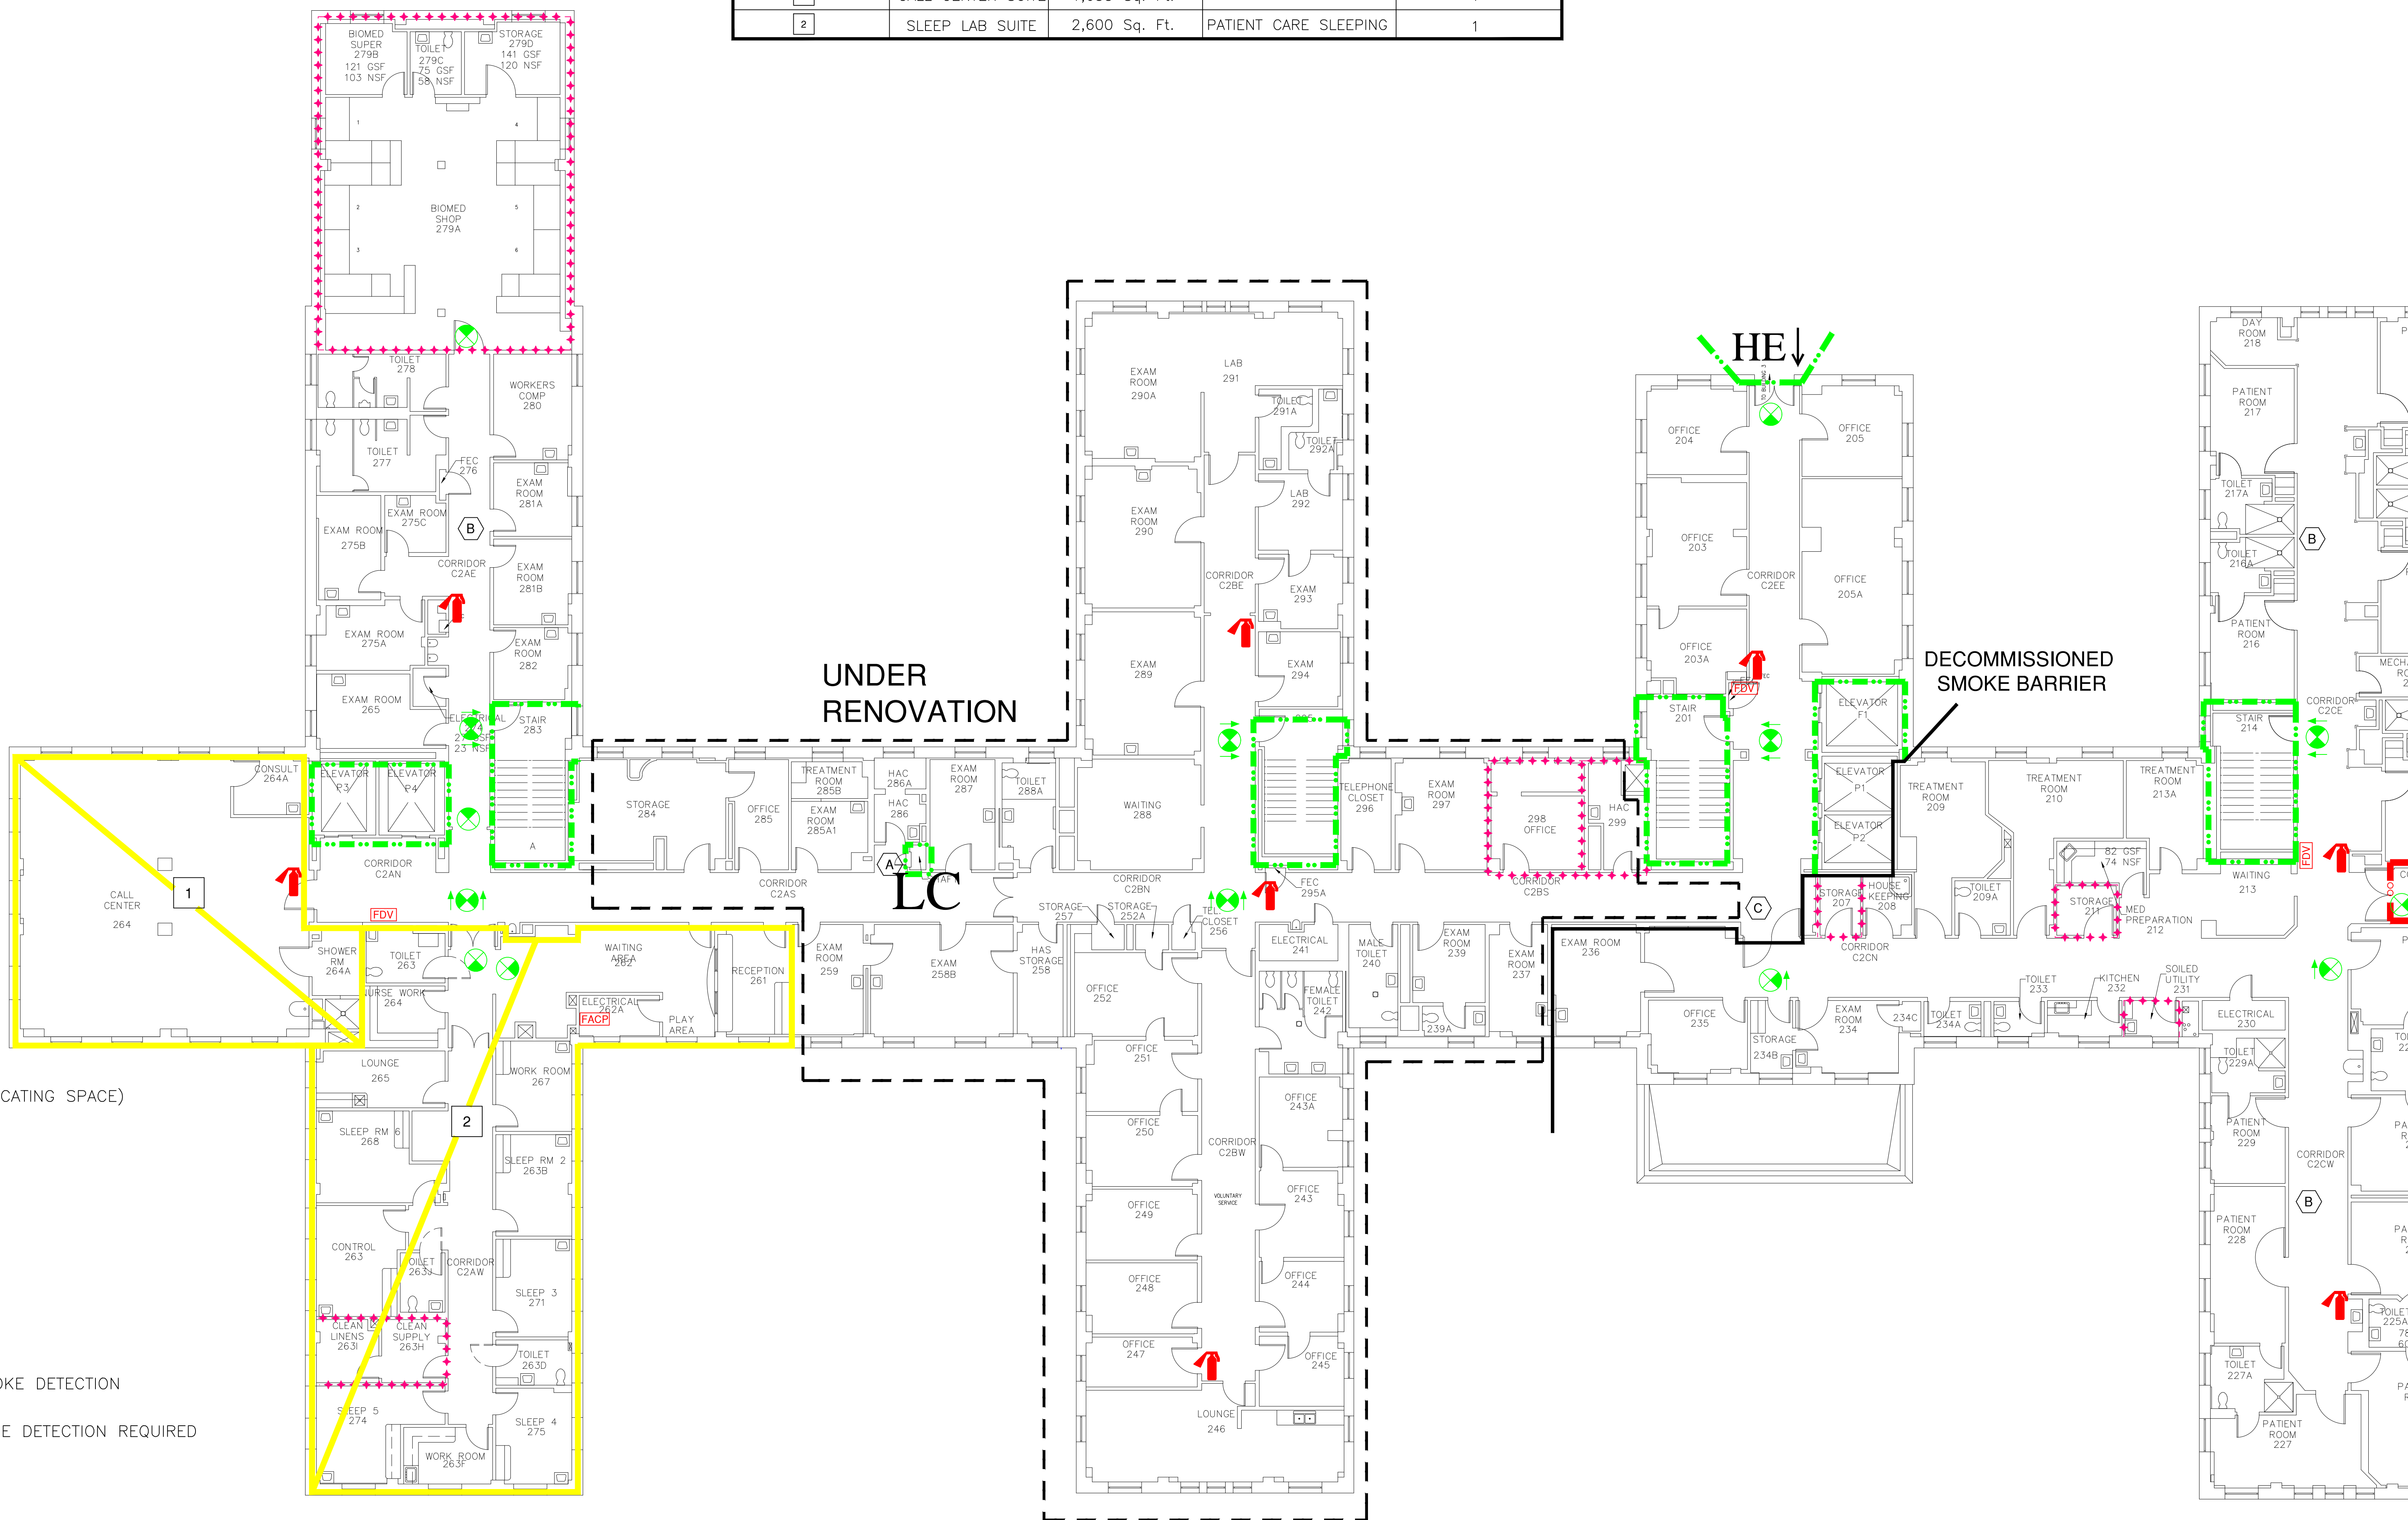 2
SLEEP LAB SUITE
2,600 Sq. Ft.
PATIENT CARE SLEEPING
1
BIOMED
SUPER
279B
121 GSF
103 NSF
TOILET
279C
75 GSF
58 NSF
STORAGE
279D
141 GSF
120 NSF
1
2
3
4
5
6
BIOMED
SHOP
279A
TOILET
278
TOILET
277
WORKERS
COMP
280
FEC
276
EXAM
ROOM
281A
EXAM ROOM
275C
EXAM ROOM
275B
B
CORRIDOR
C2AE
EXAM
ROOM
281B
EXAM ROOM
275A
EXAM
ROOM
282
EXAM ROOM
265
ELECTRICAL
23 NSF
STAIR
283
A
CONSULT
264A
ELEVATOR
P3
ELEVATOR
P4
CORRIDOR
C2AN
CALL
CENTER
264
1
FDV
SHOWER
RM
264A
TOILET
263
NURSE WORK
264
WAITING
AREA
262
ELECTRICAL
262A
FACP
PLAY
AREA
RECEPTION
261
LOUNGE
265
WORK ROOM
267
2
SLEEP RM 6
268
SLEEP RM 2
263B
CONTROL
263
TOILET
263J
CORRIDOR
C2AW
SLEEP 3
271
CLEAN
LINENS
263I
CLEAN
SUPPLY
263H
TOILET
263D
SLEEP 5
274
SLEEP 4
275
WORK ROOM
263F
CATING SPACE)
OKE DETECTION
E DETECTION REQUIRED
UNDER
RENOVATION
STORAGE
284
OFFICE
285
TREATMENT
ROOM
285B
EXAM
ROOM
285A1
HAC
286A
HAC
286
A
LC
EXAM
ROOM
287
TOILET
288A
WAITING
288
CORRIDOR
C2AS
CORRIDOR
C2BN
EXAM
ROOM
259
EXAM
258B
HAS
STORAGE
258
STORAGE
257
STORAGE
252A
TEL.
CLOSET
256
EXAM
ROOM
290A
LAB
291
TOILET
291A
TOILET
292A
EXAM
ROOM
290
LAB
292
CORRIDOR
C2BE
EXAM
293
EXAM
289
EXAM
294
FEC
295A
TELEPHONE
CLOSET
296
EXAM
ROOM
297
298
OFFICE
HAC
299
CORRIDOR
C2BS
ELECTRICAL
241
FEMALE
TOILET
242
MALE
TOILET
240
EXAM
ROOM
239
239A
EXAM
ROOM
237
EXAM ROOM
236
OFFICE
252
OFFICE
251
OFFICE
250
OFFICE
249
OFFICE
248
OFFICE
247
CORRIDOR
C2BW
VOLUNTARY
SERVICE
OFFICE
243A
OFFICE
243
OFFICE
244
OFFICE
245
LOUNGE
246
HE
TO BUILDING 3
OFFICE
204
OFFICE
205
OFFICE
203
CORRIDOR
C2EE
OFFICE
205A
OFFICE
203A
FDV
STAIR
201
ELEVATOR
F1
ELEVATOR
P1
ELEVATOR
P2
DECOMMISSIONED
SMOKE BARRIER
C
STORAGE
207
HOUSE
KEEPING
208
CORRIDOR
C2CN
TREATMENT
ROOM
209
TOILET
209A
TREATMENT
ROOM
210
TREATMENT
ROOM
213A
82 GSF
74 NSF
STORAGE
211
MED
PREPARATION
212
WAITING
213
OFFICE
235
STORAGE
234B
EXAM
ROOM
234
234C
TOILET
234A
TOILET
233
KITCHEN
232
SOILED
UTILITY
231
ELECTRICAL
230
DAY
ROOM
218
PATIENT
ROOM
217
TOILET
217A
TOILET
216A
B
PATIENT
ROOM
216
CORRIDOR
C2CE
STAIR
214
FDV
TOILET
229A
PATIENT
ROOM
229
CORRIDOR
C2CW
B
PATIENT
ROOM
228
TOILET
227A
PATIENT
ROOM
227
TOILET
225A